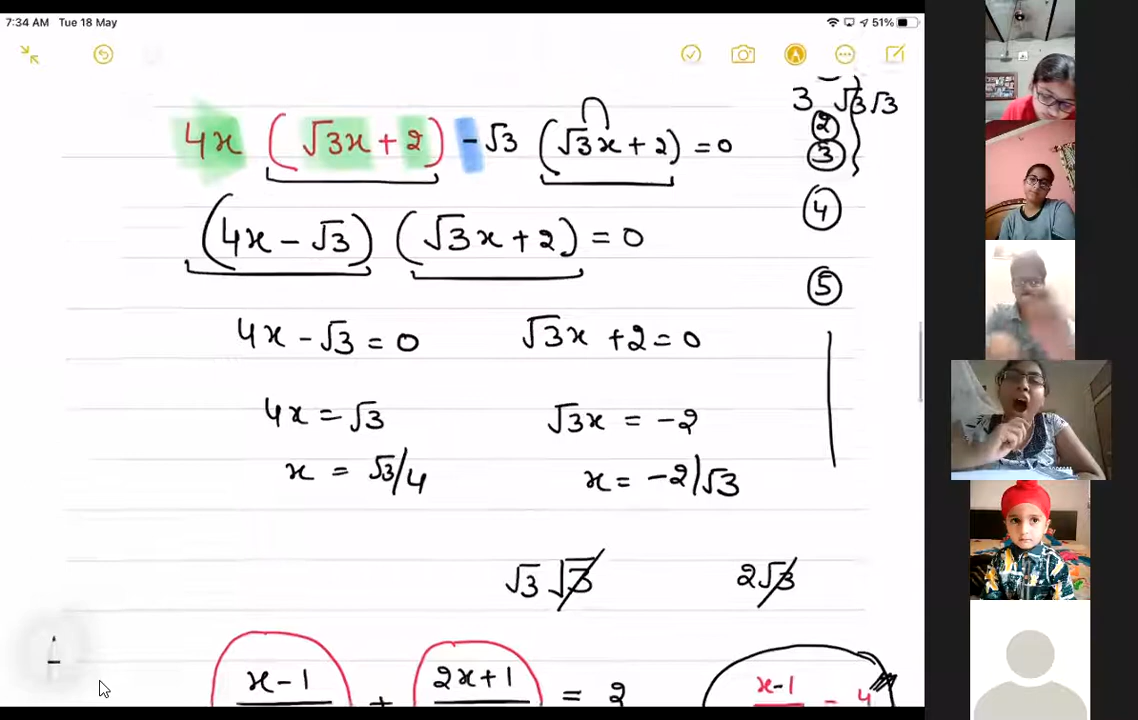 7:34 AM Tue 18 May
51%
4x (√3x + 2) - √3 (√3x + 2) = 0
(4x - √3) (√3x + 2) = 0
4x - √3 = 0
√3x + 2 = 0
4x = √3
√3x = -2
x = √3/4
x = -2/√3
√3 √3
2√3
x-1
2x+1
+
= 2
3 √3√3
2
3
4
5
x-1
= 4